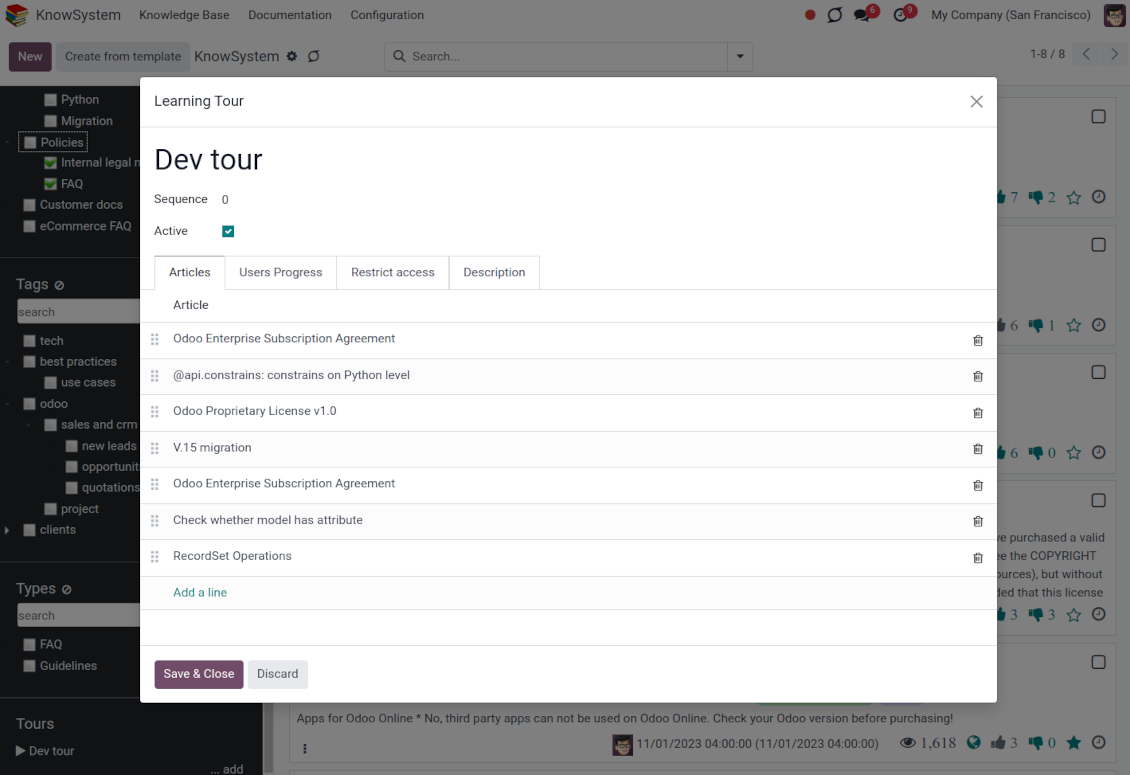 KnowSystem Knowledge Base Documentation Configuration 6 9 My Company (San Francisco)
New Create from template KnowSystem Search... 1-8 / 8
Learning Tour
Dev tour
Sequence 0
Active
Articles Users Progress Restrict access Description
Article
Odoo Enterprise Subscription Agreement
@api.constrains: constrains on Python level
Odoo Proprietary License v1.0
V.15 migration
Odoo Enterprise Subscription Agreement
Check whether model has attribute
RecordSet Operations
Add a line
Save & Close Discard
Python
Migration
Policies
Internal legal
FAQ
Customer docs
eCommerce FAQ
Tags
search
tech
best practices
use cases
odoo
sales and crm
new leads
opportunit
quotations
project
clients
Types
search
FAQ
Guidelines
Tours
Dev tour
... add
7 2
6 1
6 0
ve purchased a valid
ee the COPYRIGHT
ources), but without
ded that this license
3 3
Apps for Odoo Online * No, third party apps can not be used on Odoo Online. Check your Odoo version before purchasing!
11/01/2023 04:00:00 (11/01/2023 04:00:00) 1,618 3 0